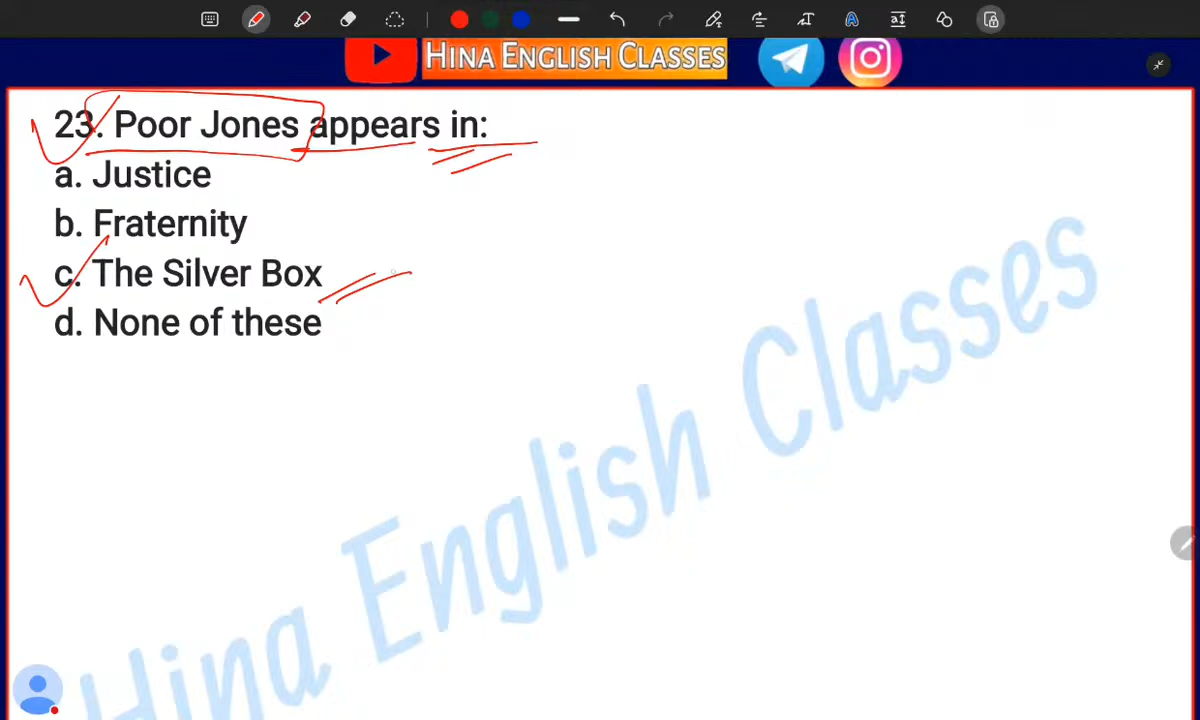 HINA ENGLISH CLASSES
23. Poor Jones appears in:
a. Justice
b. Fraternity
c. The Silver Box
d. None of these
Hina English Classes